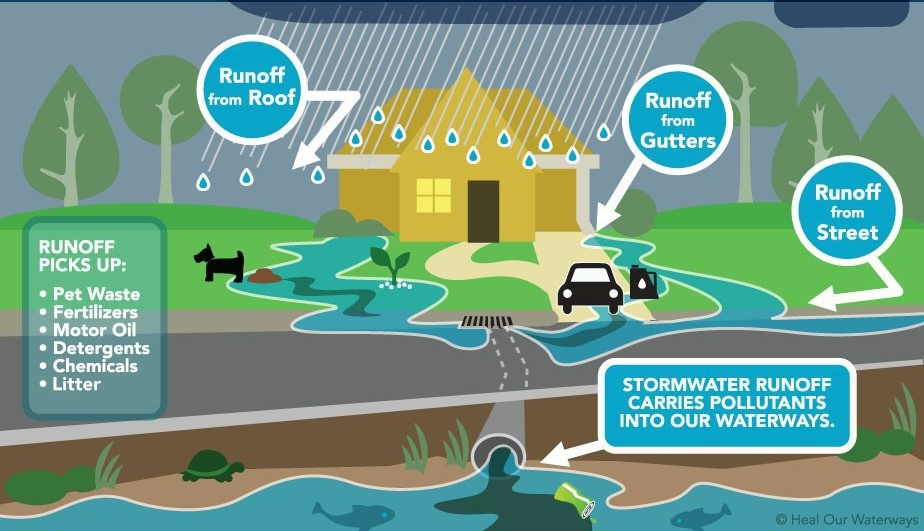 Runoff
from Roof
Runoff
from
Gutters
Runoff
from
Street
RUNOFF
PICKS UP:
• Pet Waste
• Fertilizers
• Motor Oil
• Detergents
• Chemicals
• Litter
STORMWATER RUNOFF
CARRIES POLLUTANTS
INTO OUR WATERWAYS.
© Heal Our Waterways